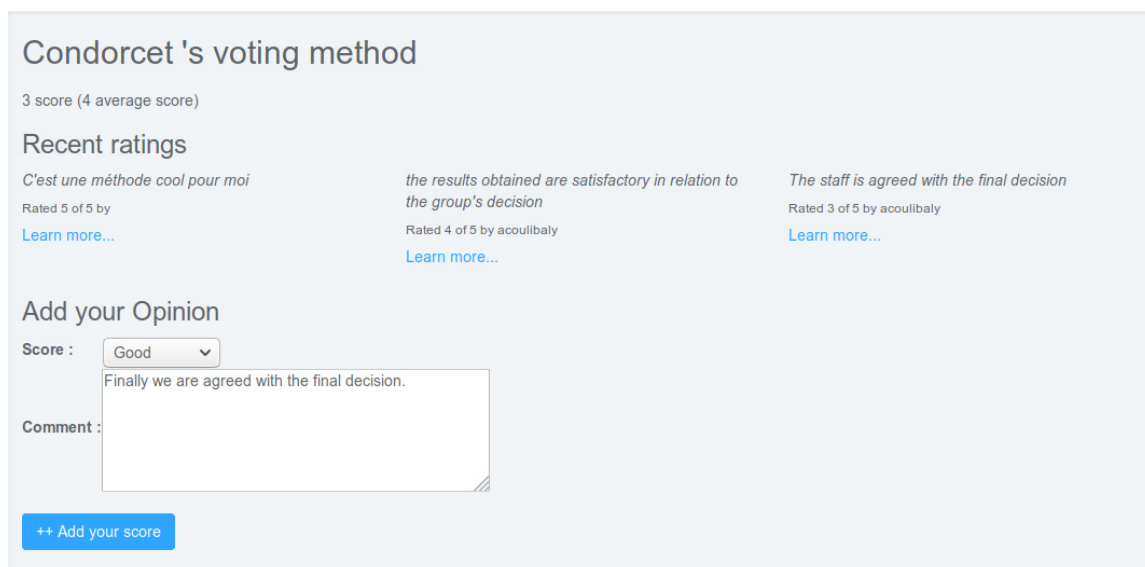 Condorcet 's voting method
3 score (4 average score)
Recent ratings
C'est une méthode cool pour moi
Rated 5 of 5 by
Learn more...
the results obtained are satisfactory in relation to
the group's decision
Rated 4 of 5 by acoulibaly
Learn more...
The staff is agreed with the final decision
Rated 3 of 5 by acoulibaly
Learn more...
Add your Opinion
Score : Good
Comment : Finally we are agreed with the final decision.
++ Add your score